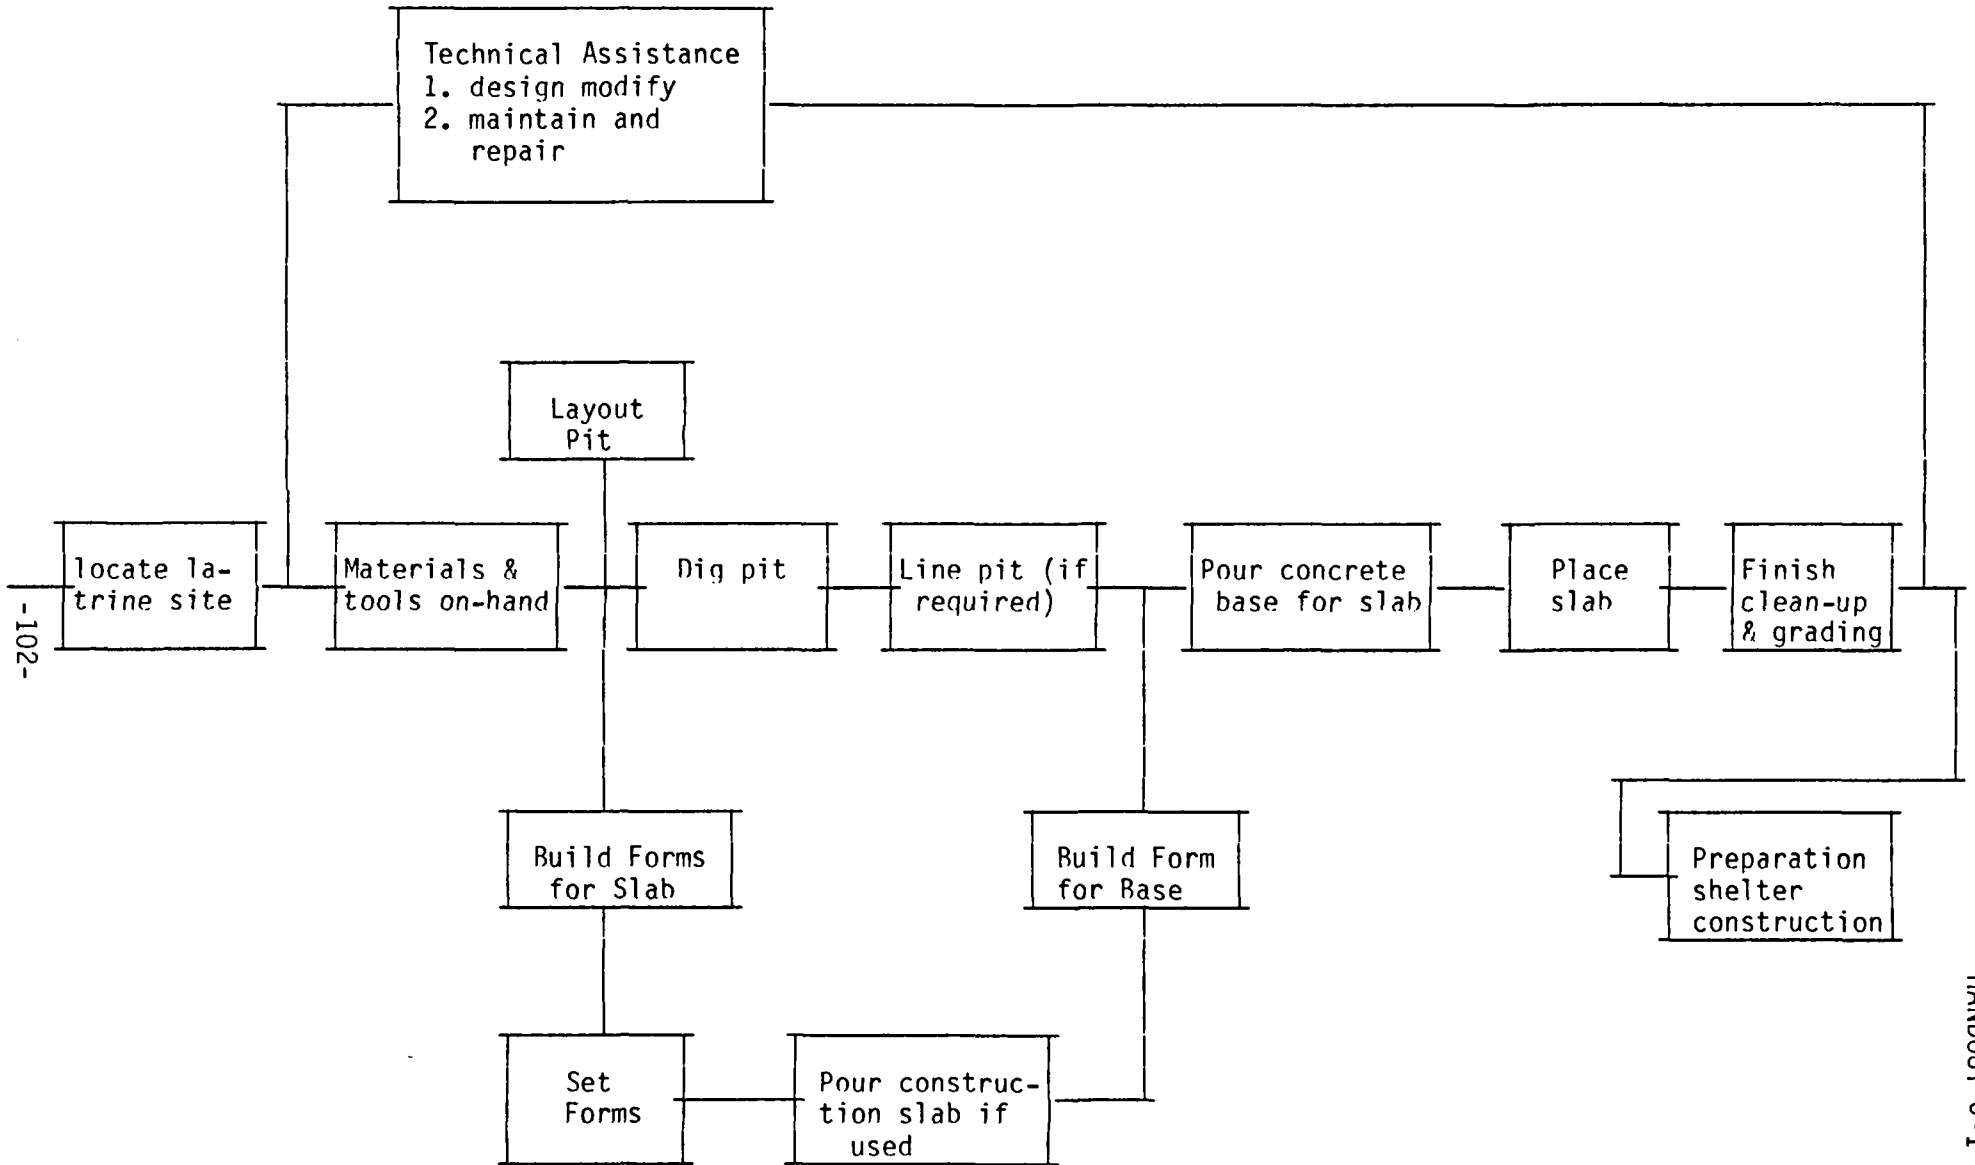 Technical Assistance
1. design modify
2. maintain and
repair
Layout
Pit
locate la-
trine site
Materials &
tools on-hand
Dig pit
Line pit (if
required)
Pour concrete
base for slab
Place
slab
Finish
clean-up
& grading
-102-
Build Forms
for Slab
Build Form
for Base
Preparation
shelter
construction
Set
Forms
Pour construc-
tion slab if
used